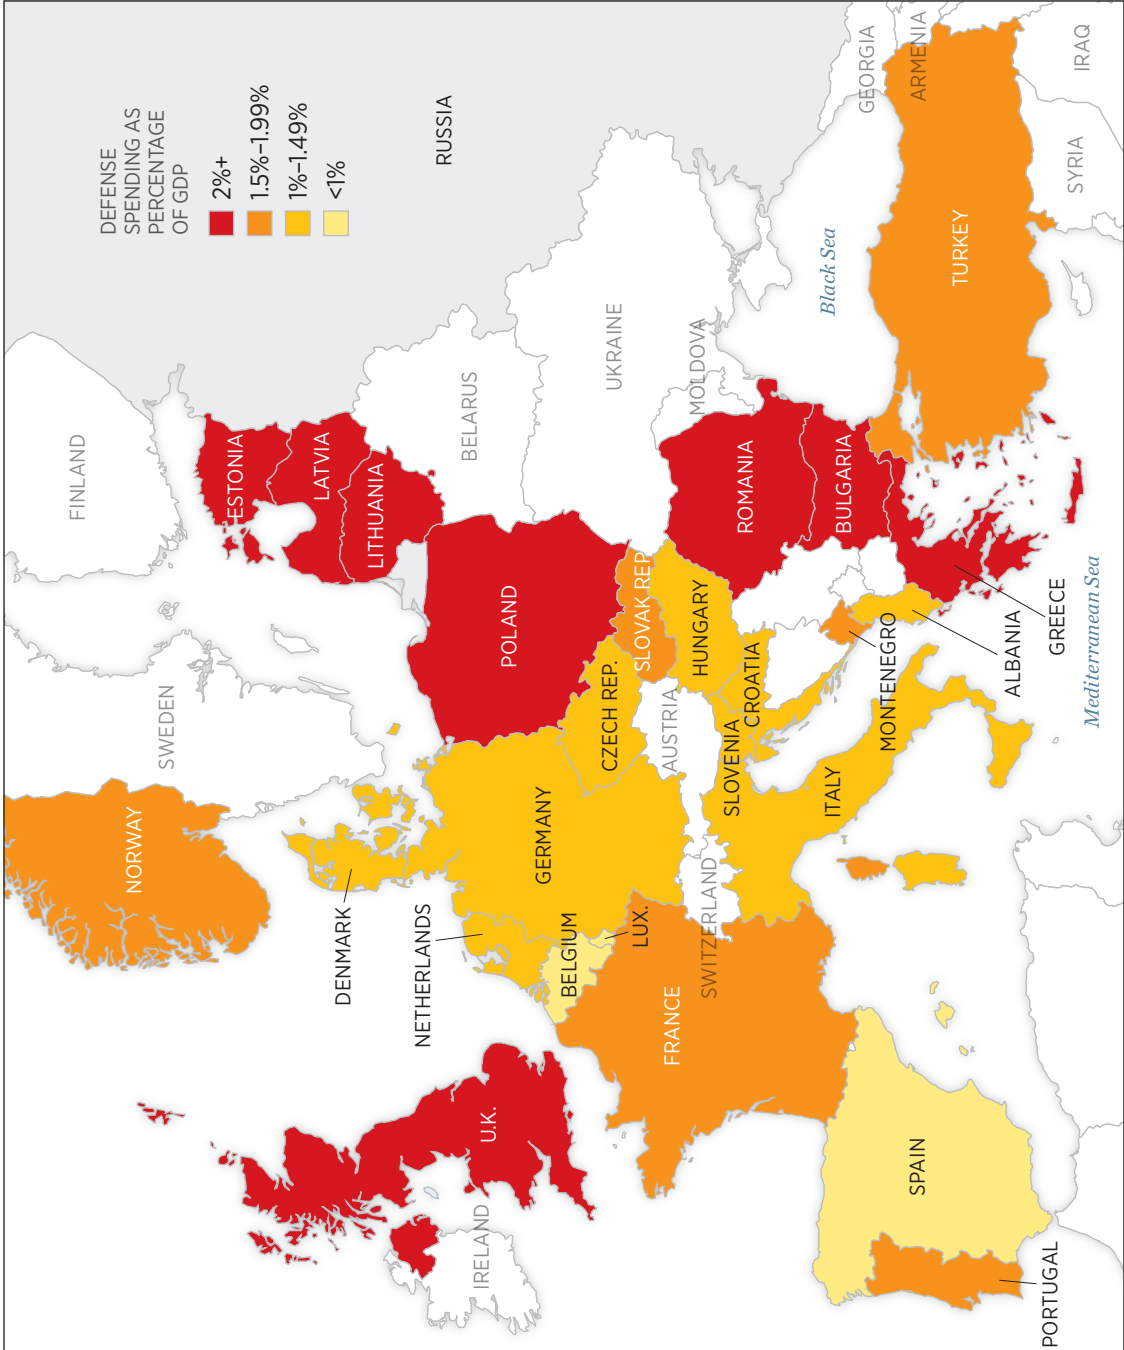 DEFENSE
SPENDING AS
PERCENTAGE
OF GDP
2%+
1.5%–1.99%
1%–1.49%
<1%
FINLAND
NORWAY
SWEDEN
ESTONIA
LATVIA
LITHUANIA
RUSSIA
DENMARK
NETHERLANDS
BELARUS
IRELAND
U.K.
POLAND
GERMANY
BELGIUM
LUX.
CZECH REP.
SLOVAK REP.
UKRAINE
MOLDOVA
FRANCE
SWITZERLAND
AUSTRIA
HUNGARY
SLOVENIA
CROATIA
ROMANIA
BULGARIA
Black Sea
GEORGIA
ARMENIA
ITALY
MONTENEGRO
SPAIN
PORTUGAL
ALBANIA
GREECE
TURKEY
SYRIA
IRAQ
Mediterranean Sea